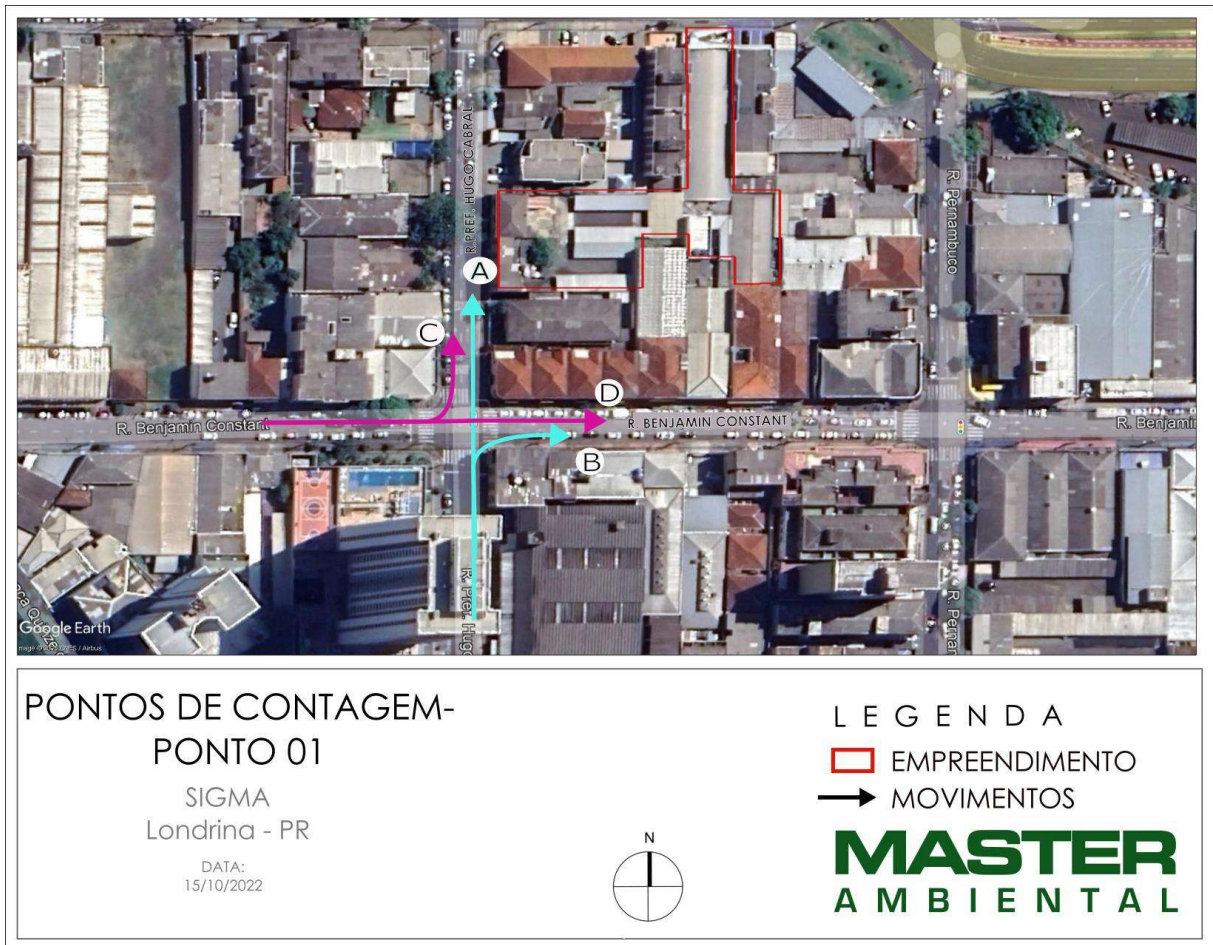 R PREF. HUGO CABRAL
R. Pernambuco
A
C
D
R. Benjamin Constant
R. BENJAMIN CONSTANT
R. Benjamin
B
R. Pref. Hugo
R. Pernam
Google Earth
PONTOS DE CONTAGEM-
PONTO 01
SIGMA
Londrina - PR
DATA:
15/10/2022
N
LEGENDA
EMPREENDIMENTO
MOVIMENTOS
MASTER
AMBIENTAL